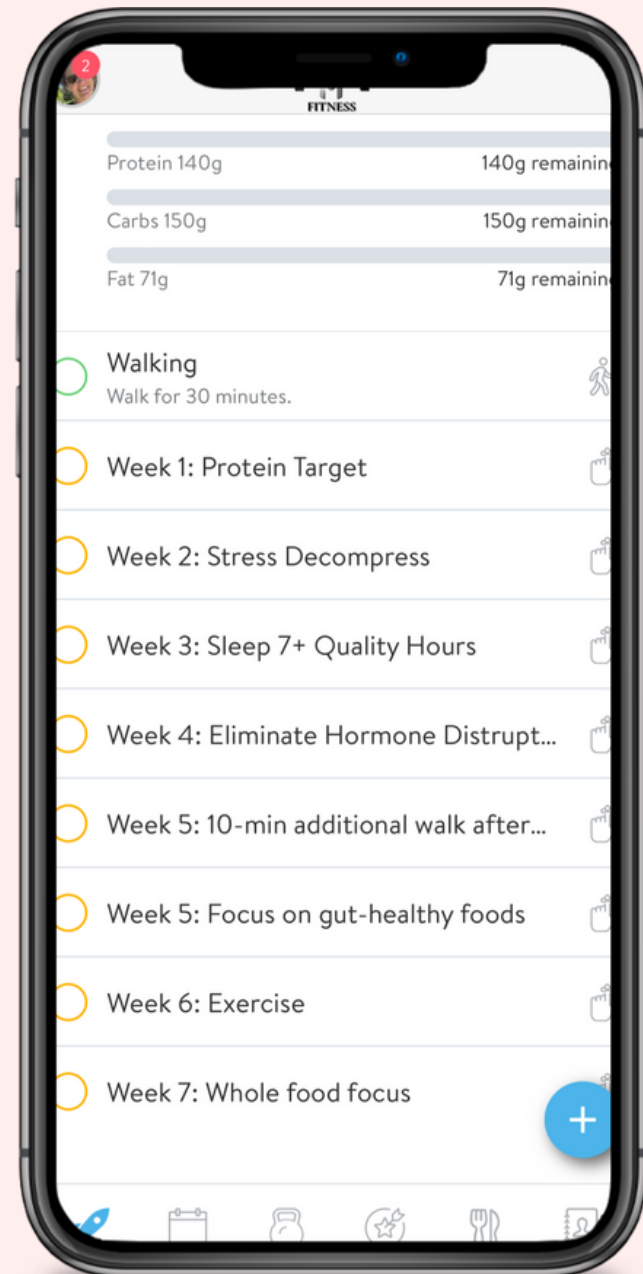 2
FITNESS
Protein 140g 140g remainin
Carbs 150g 150g remainin
Fat 71g 71g remainin
Walking
Walk for 30 minutes.
Week 1: Protein Target
Week 2: Stress Decompress
Week 3: Sleep 7+ Quality Hours
Week 4: Eliminate Hormone Distrupt...
Week 5: 10-min additional walk after...
Week 5: Focus on gut-healthy foods
Week 6: Exercise
Week 7: Whole food focus
+